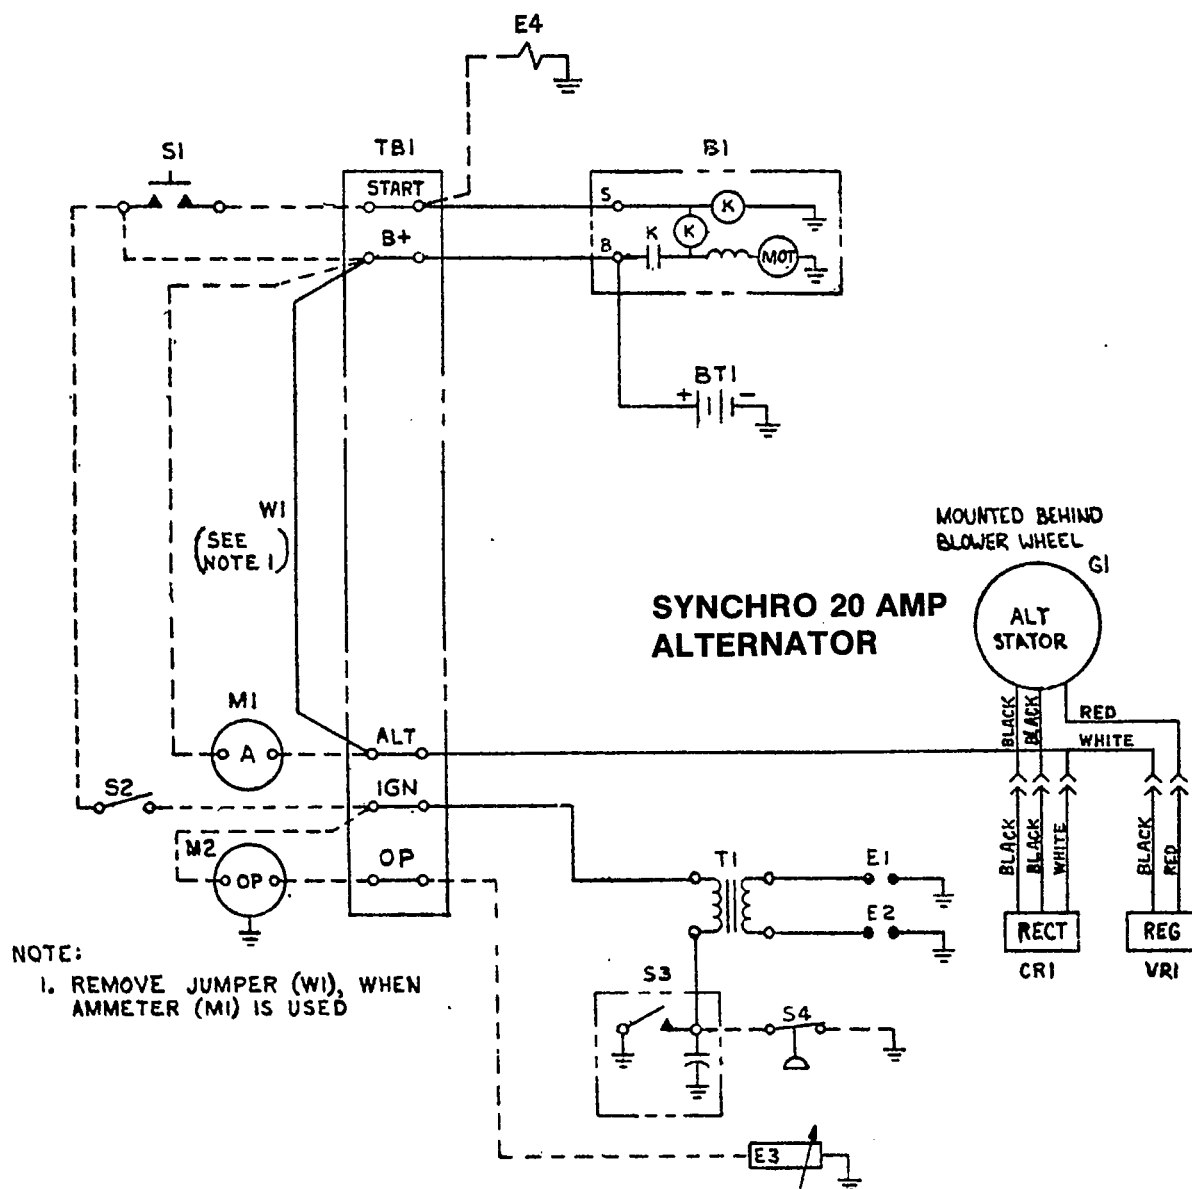 E4
S1
TB1
B1
START
S
K
K
B+
B
K
MOT
+ BT1 -
W1
(SEE
NOTE 1)
MOUNTED BEHIND
BLOWER WHEEL
G1
SYNCHRO 20 AMP
ALTERNATOR
ALT
STATOR
M1
A
ALT
BLACK
BLACK
RED
WHITE
S2
IGN
M2
OP
OP
T1
E1
E2
BLACK
BLACK
WHITE
BLACK
RED
RECT
REG
CR1
VR1
NOTE:
1. REMOVE JUMPER (W1), WHEN
AMMETER (M1) IS USED
S3
S4
E3